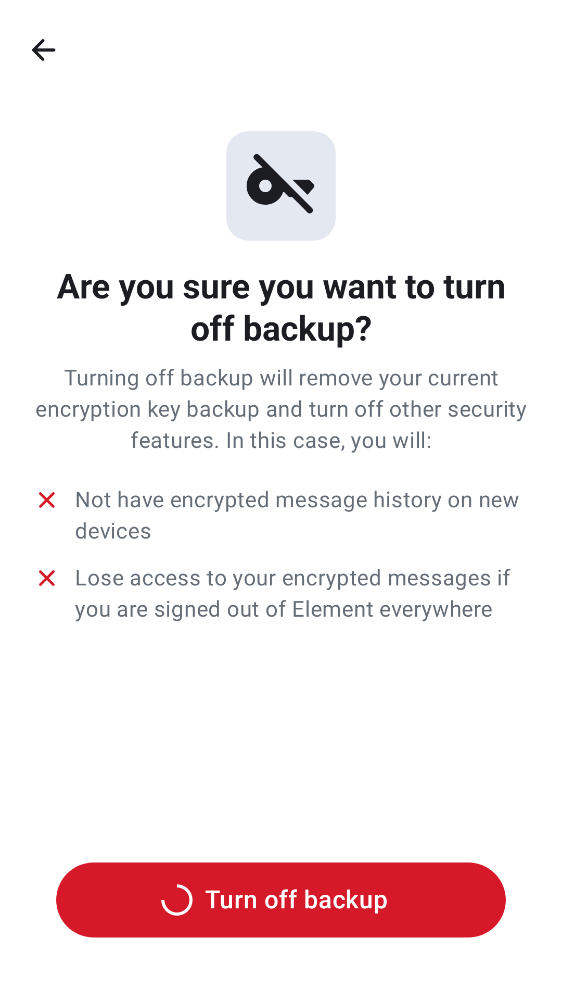 Are you sure you want to turn
off backup?
Turning off backup will remove your current
encryption key backup and turn off other security
features. In this case, you will:
Not have encrypted message history on new
devices
Lose access to your encrypted messages if
you are signed out of Element everywhere
Turn off backup